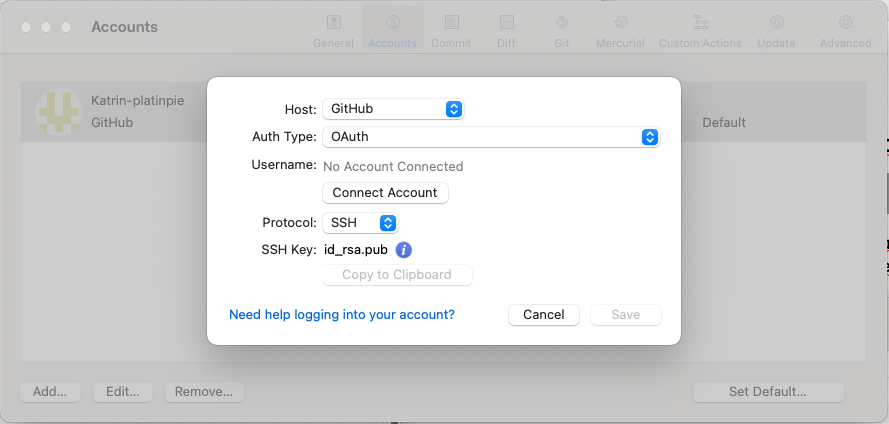 Accounts
General Accounts Commit Diff Git Mercurial Custom Actions Update Advanced
Katrin-platinpie
GitHub
Default
Host: GitHub
Auth Type: OAuth
Username: No Account Connected
Connect Account
Protocol: SSH
SSH Key: id_rsa.pub i
Copy to Clipboard
Need help logging into your account? Cancel Save
Add... Edit... Remove... Set Default...